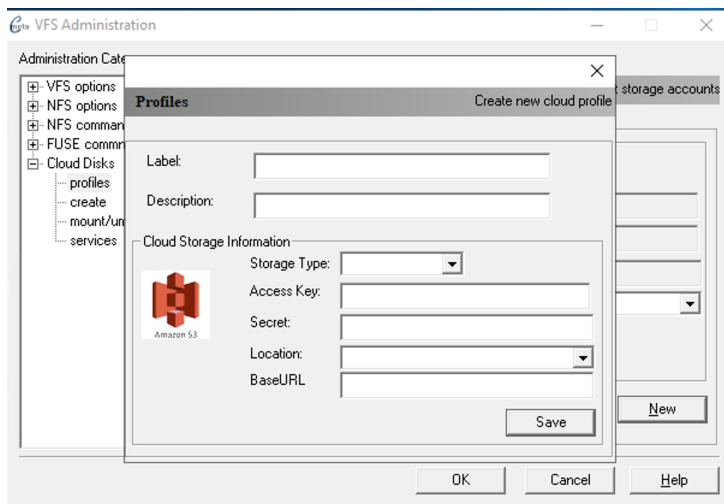 VFS Administration
Administration Cate
VFS options
NFS options
NFS comman
FUSE commn
Cloud Disks
profiles
create
mount/un
services
storage accounts
Profiles
Create new cloud profile
Label:
Description:
Cloud Storage Information
Amazon S3
Storage Type:
Access Key:
Secret:
Location:
BaseURL
Save
New
OK
Cancel
Help